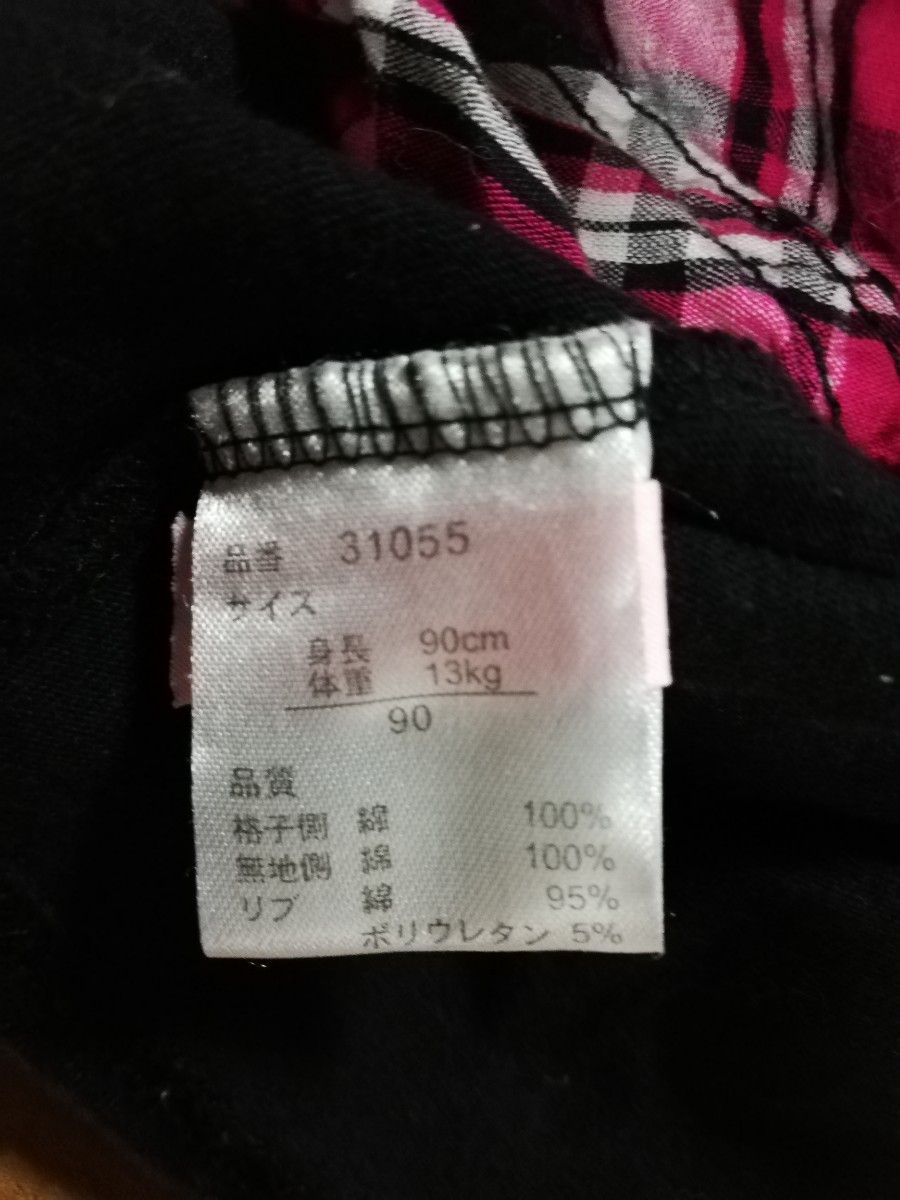 品番 31055
サイズ
身長 90cm
体重 13kg
90
品質
格子側 綿 100%
無地側 綿 100%
リブ 綿 95%
ポリウレタン 5%